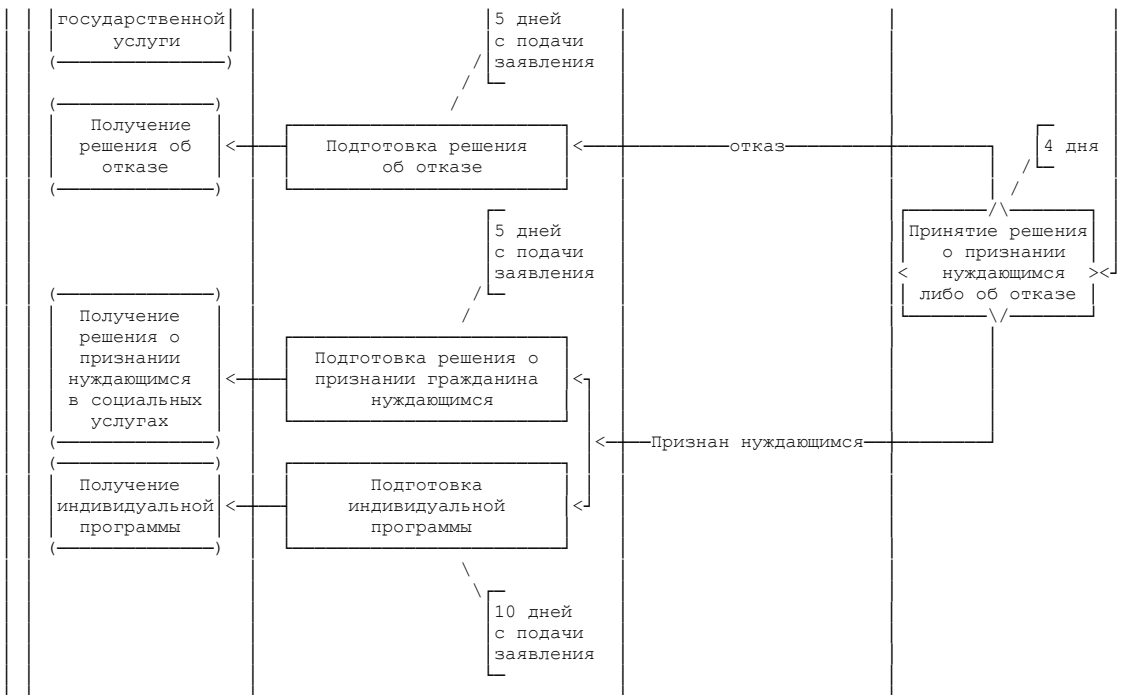 государственной
услуги
5 дней
с подачи
заявления
Получение
решения об
отказе
Подготовка решения
об отказе
отказ
4 дня
Принятие решения
о признании
нуждающимся
либо об отказе
5 дней
с подачи
заявления
Получение
решения о
признании
нуждающимся
в социальных
услугах
Подготовка решения о
признании гражданина
нуждающимся
Признан нуждающимся
Получение
индивидуальной
программы
Подготовка
индивидуальной
программы
10 дней
с подачи
заявления